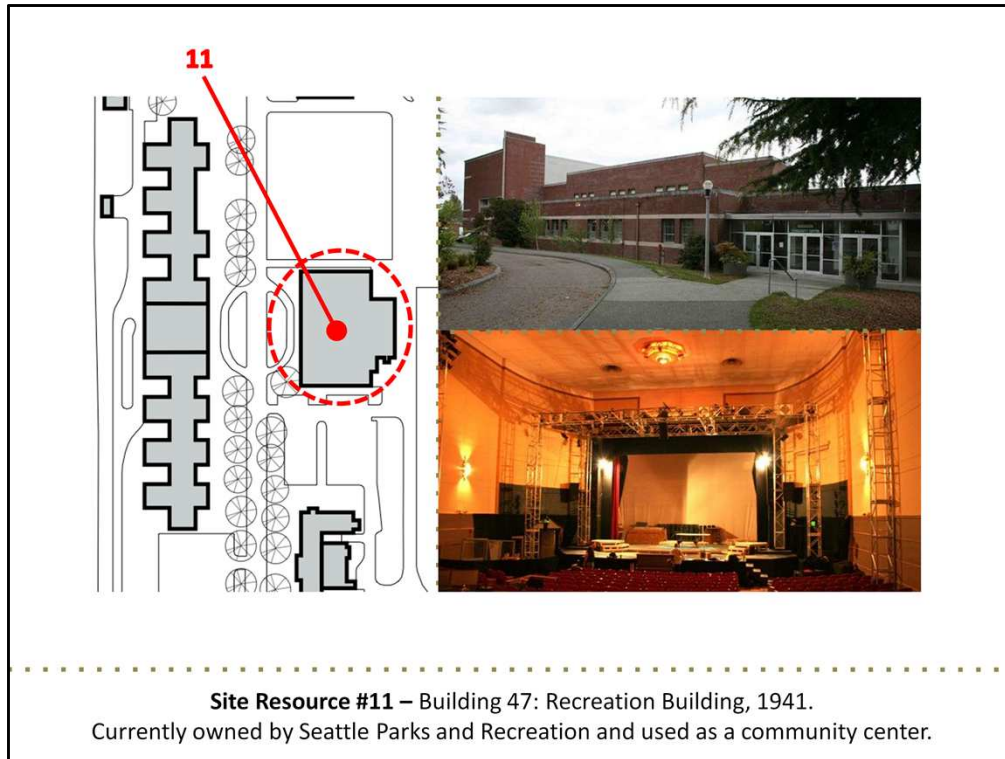 11
Site Resource #11 – Building 47: Recreation Building, 1941.
Currently owned by Seattle Parks and Recreation and used as a community center.